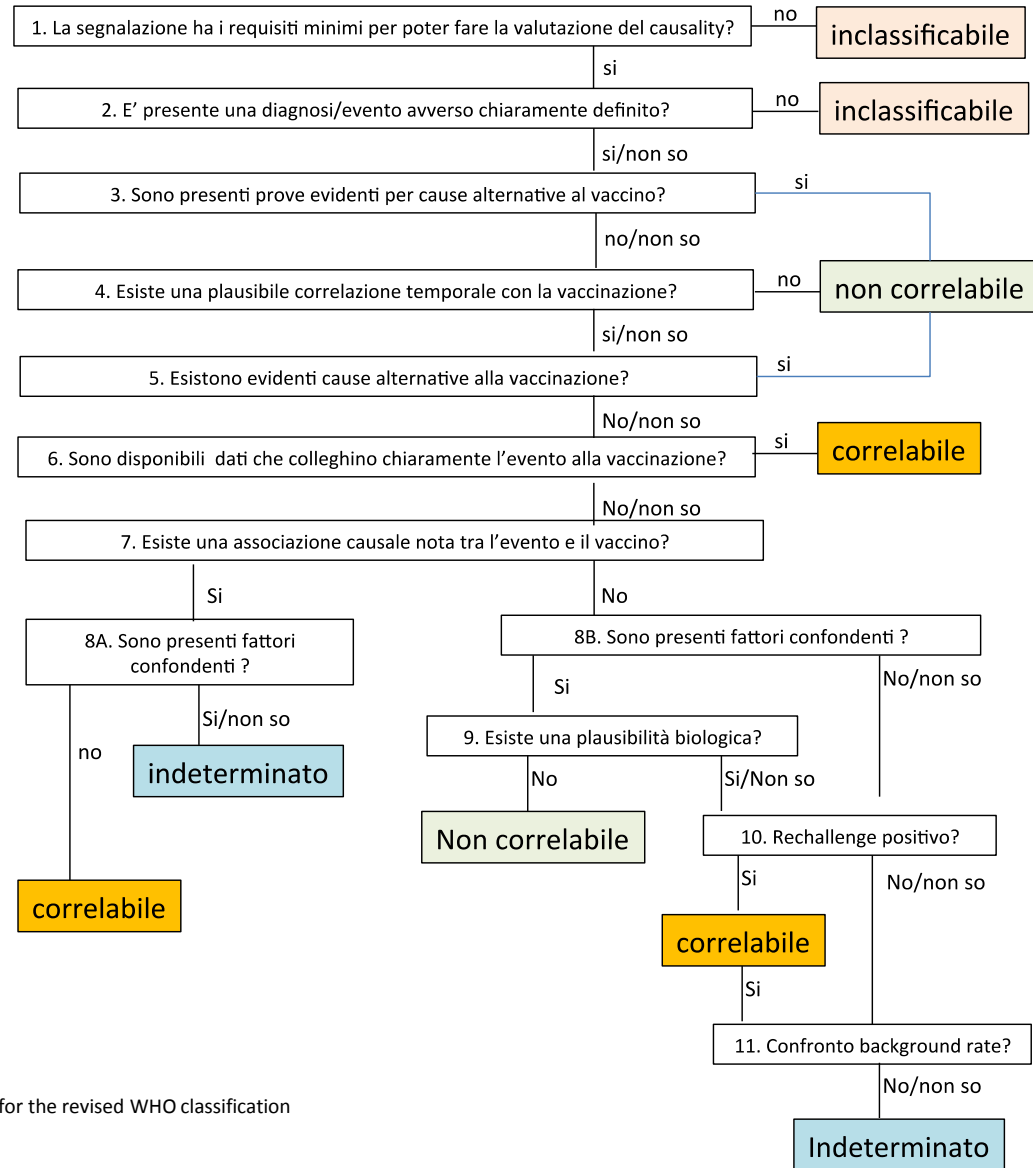 1. La segnalazione ha i requisiti minimi per poter fare la valutazione del causality?
no
inclassificabile
si
2. E’ presente una diagnosi/evento avverso chiaramente definito?
no
inclassificabile
si/non so
3. Sono presenti prove evidenti per cause alternative al vaccino?
si
no/non so
4. Esiste una plausibile correlazione temporale con la vaccinazione?
no
non correlabile
si/non so
5. Esistono evidenti cause alternative alla vaccinazione?
si
No/non so
6. Sono disponibili dati che colleghino chiaramente l’evento alla vaccinazione?
si
correlabile
No/non so
7. Esiste una associazione causale nota tra l’evento e il vaccino?
Si
No
8A. Sono presenti fattori
confondenti ?
8B. Sono presenti fattori confondenti ?
Si
No/non so
no
Si/non so
indeterminato
9. Esiste una plausibilità biologica?
No
Si/Non so
Non correlabile
10. Rechallenge positivo?
Si
No/non so
correlabile
correlabile
Si
11. Confronto background rate?
No/non so
for the revised WHO classification
Indeterminato